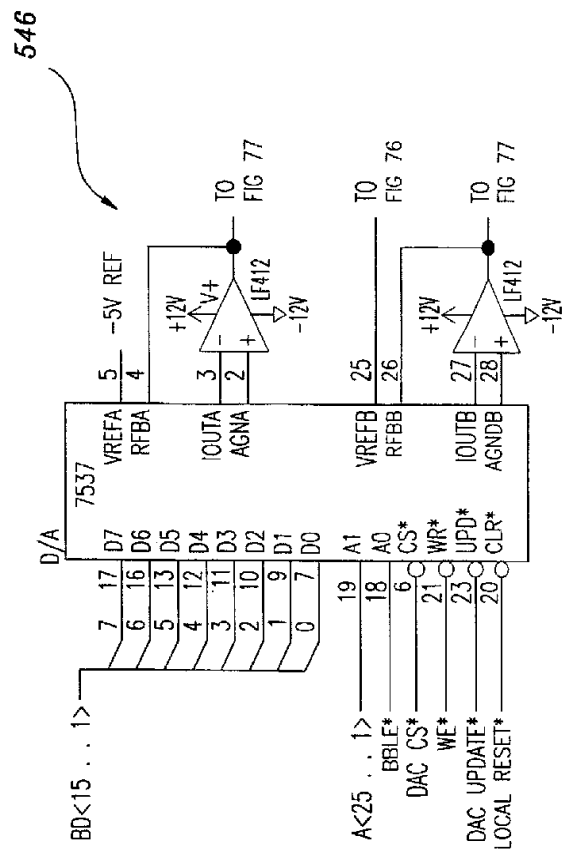 546
D/A
7537
BD<15 . . . 1>
7 17 D7
6 16 D6
5 13 D5
4 12 D4
3 11 D3
2 10 D2
1 9 D1
0 7 D0
A<25 . . . 1>
19 A1
BBLE* 18 A0
DAC CS* 6 CS*
WE* 21 WR*
DAC UPDATE* 23 UPD*
LOCAL RESET* 20 CLR*
VREFA 5 -5V REF
RFBA 4
IOUTA 3
AGNA 2
+12V
V+
-
+
LF412
-12V
TO
FIG 77
VREFB 25
TO
FIG 76
RFBB 26
IOUTB 27
AGNDB 28
+12V
-
+
LF412
-12V
TO
FIG 77